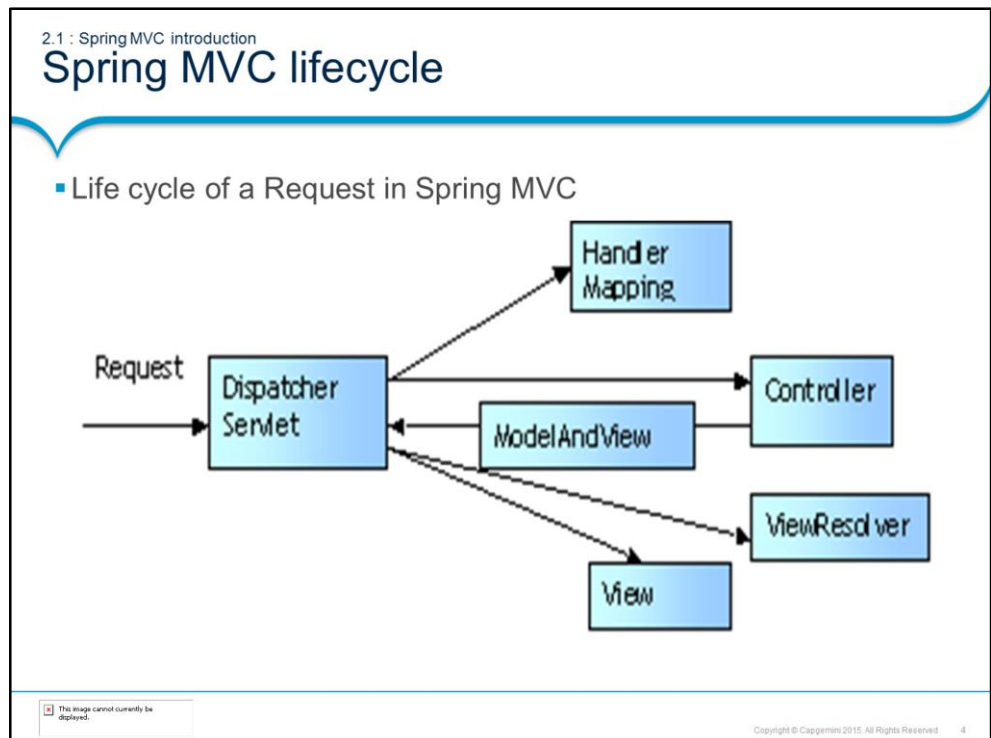 2.1 : Spring MVC introduction
Spring MVC lifecycle
▪ Life cycle of a Request in Spring MVC
Handler
Mapping
Request
Dispatcher
Servlet
Controller
ModelAndView
ViewResolver
View
This image cannot currently be
displayed.
Copyright © Capgemini 2015. All Rights Reserved 4